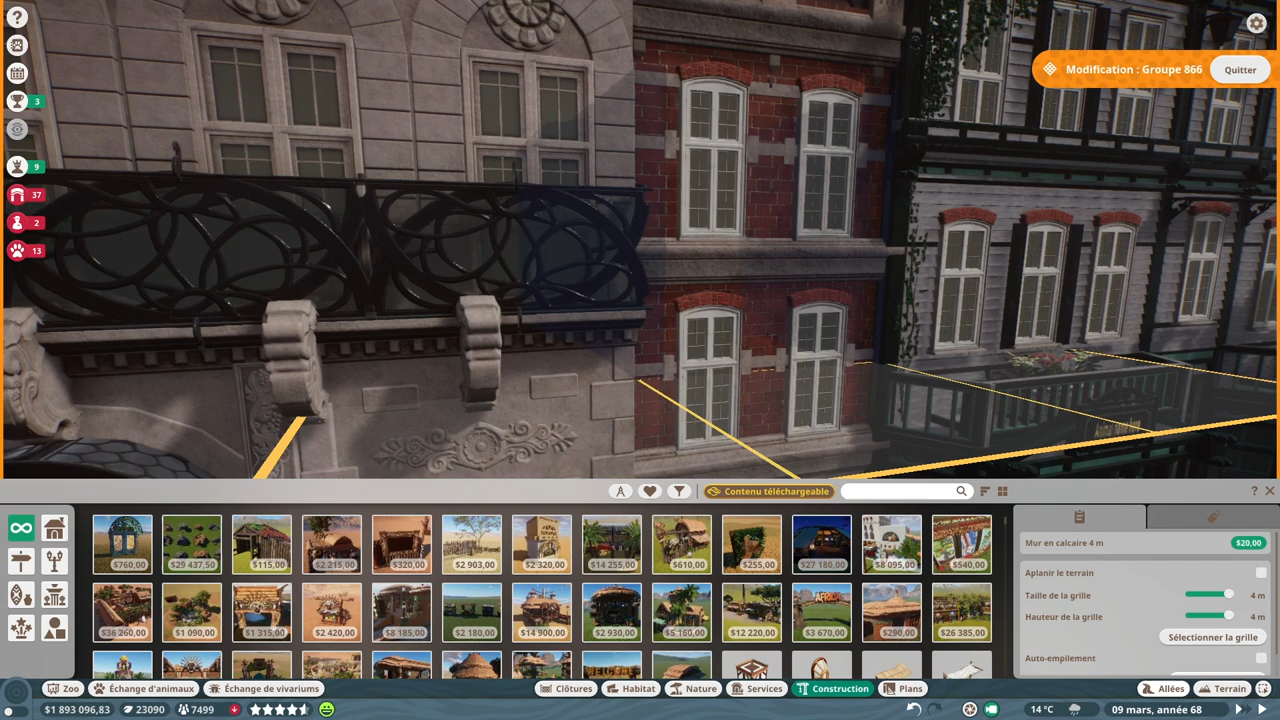 ?
3
9
37
2
13
Modification : Groupe 866
Quitter
Contenu téléchargeable
?
$760,00
$29 437,50
$115,00
$2 215,00
$320,00
$2 903,00
$2 320,00
$14 255,00
$610,00
$255,00
$27 180,00
$8 095,00
$540,00
$36 260,00
$1 090,00
$1 315,00
$2 420,00
$8 185,00
$2 180,00
$14 900,00
$2 930,00
$5 160,00
$12 220,00
$3 670,00
$290,00
$26 385,00
Mur en calcaire 4 m
$20,00
Aplanir le terrain
Taille de la grille
4 m
Hauteur de la grille
4 m
Sélectionner la grille
Auto-empilement
Zoo
Échange d'animaux
Échange de vivariums
Clôtures
Habitat
Nature
Services
Construction
Plans
Allées
Terrain
$1 893 096,83
23090
7499
14 °C
09 mars, année 68